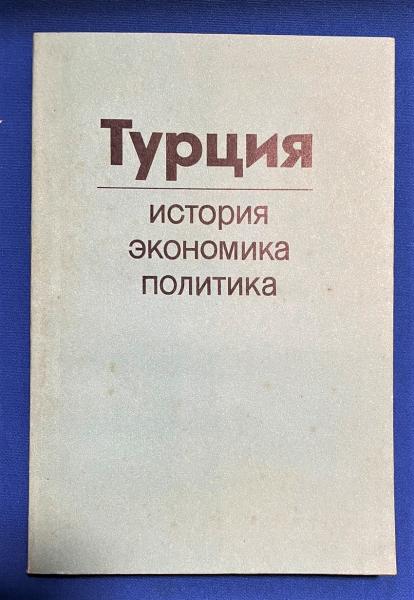 Турция
история
экономика
политика